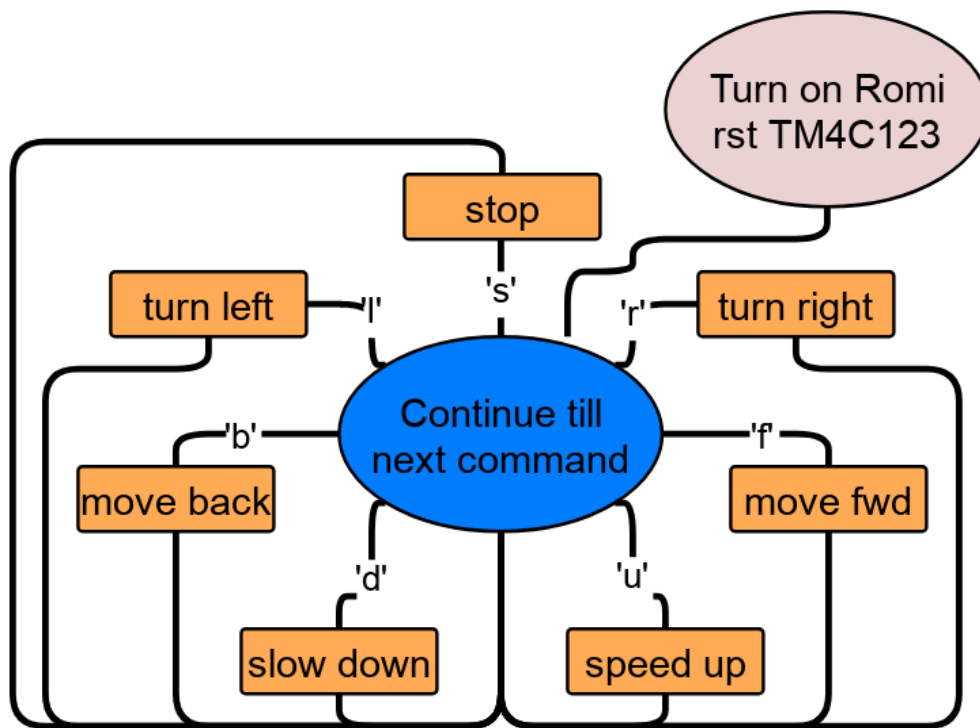 Turn on Romi
rst TM4C123
stop
's'
turn left
'l'
'r'
turn right
Continue till
next command
'b'
'f'
move back
move fwd
'd'
'u'
slow down
speed up